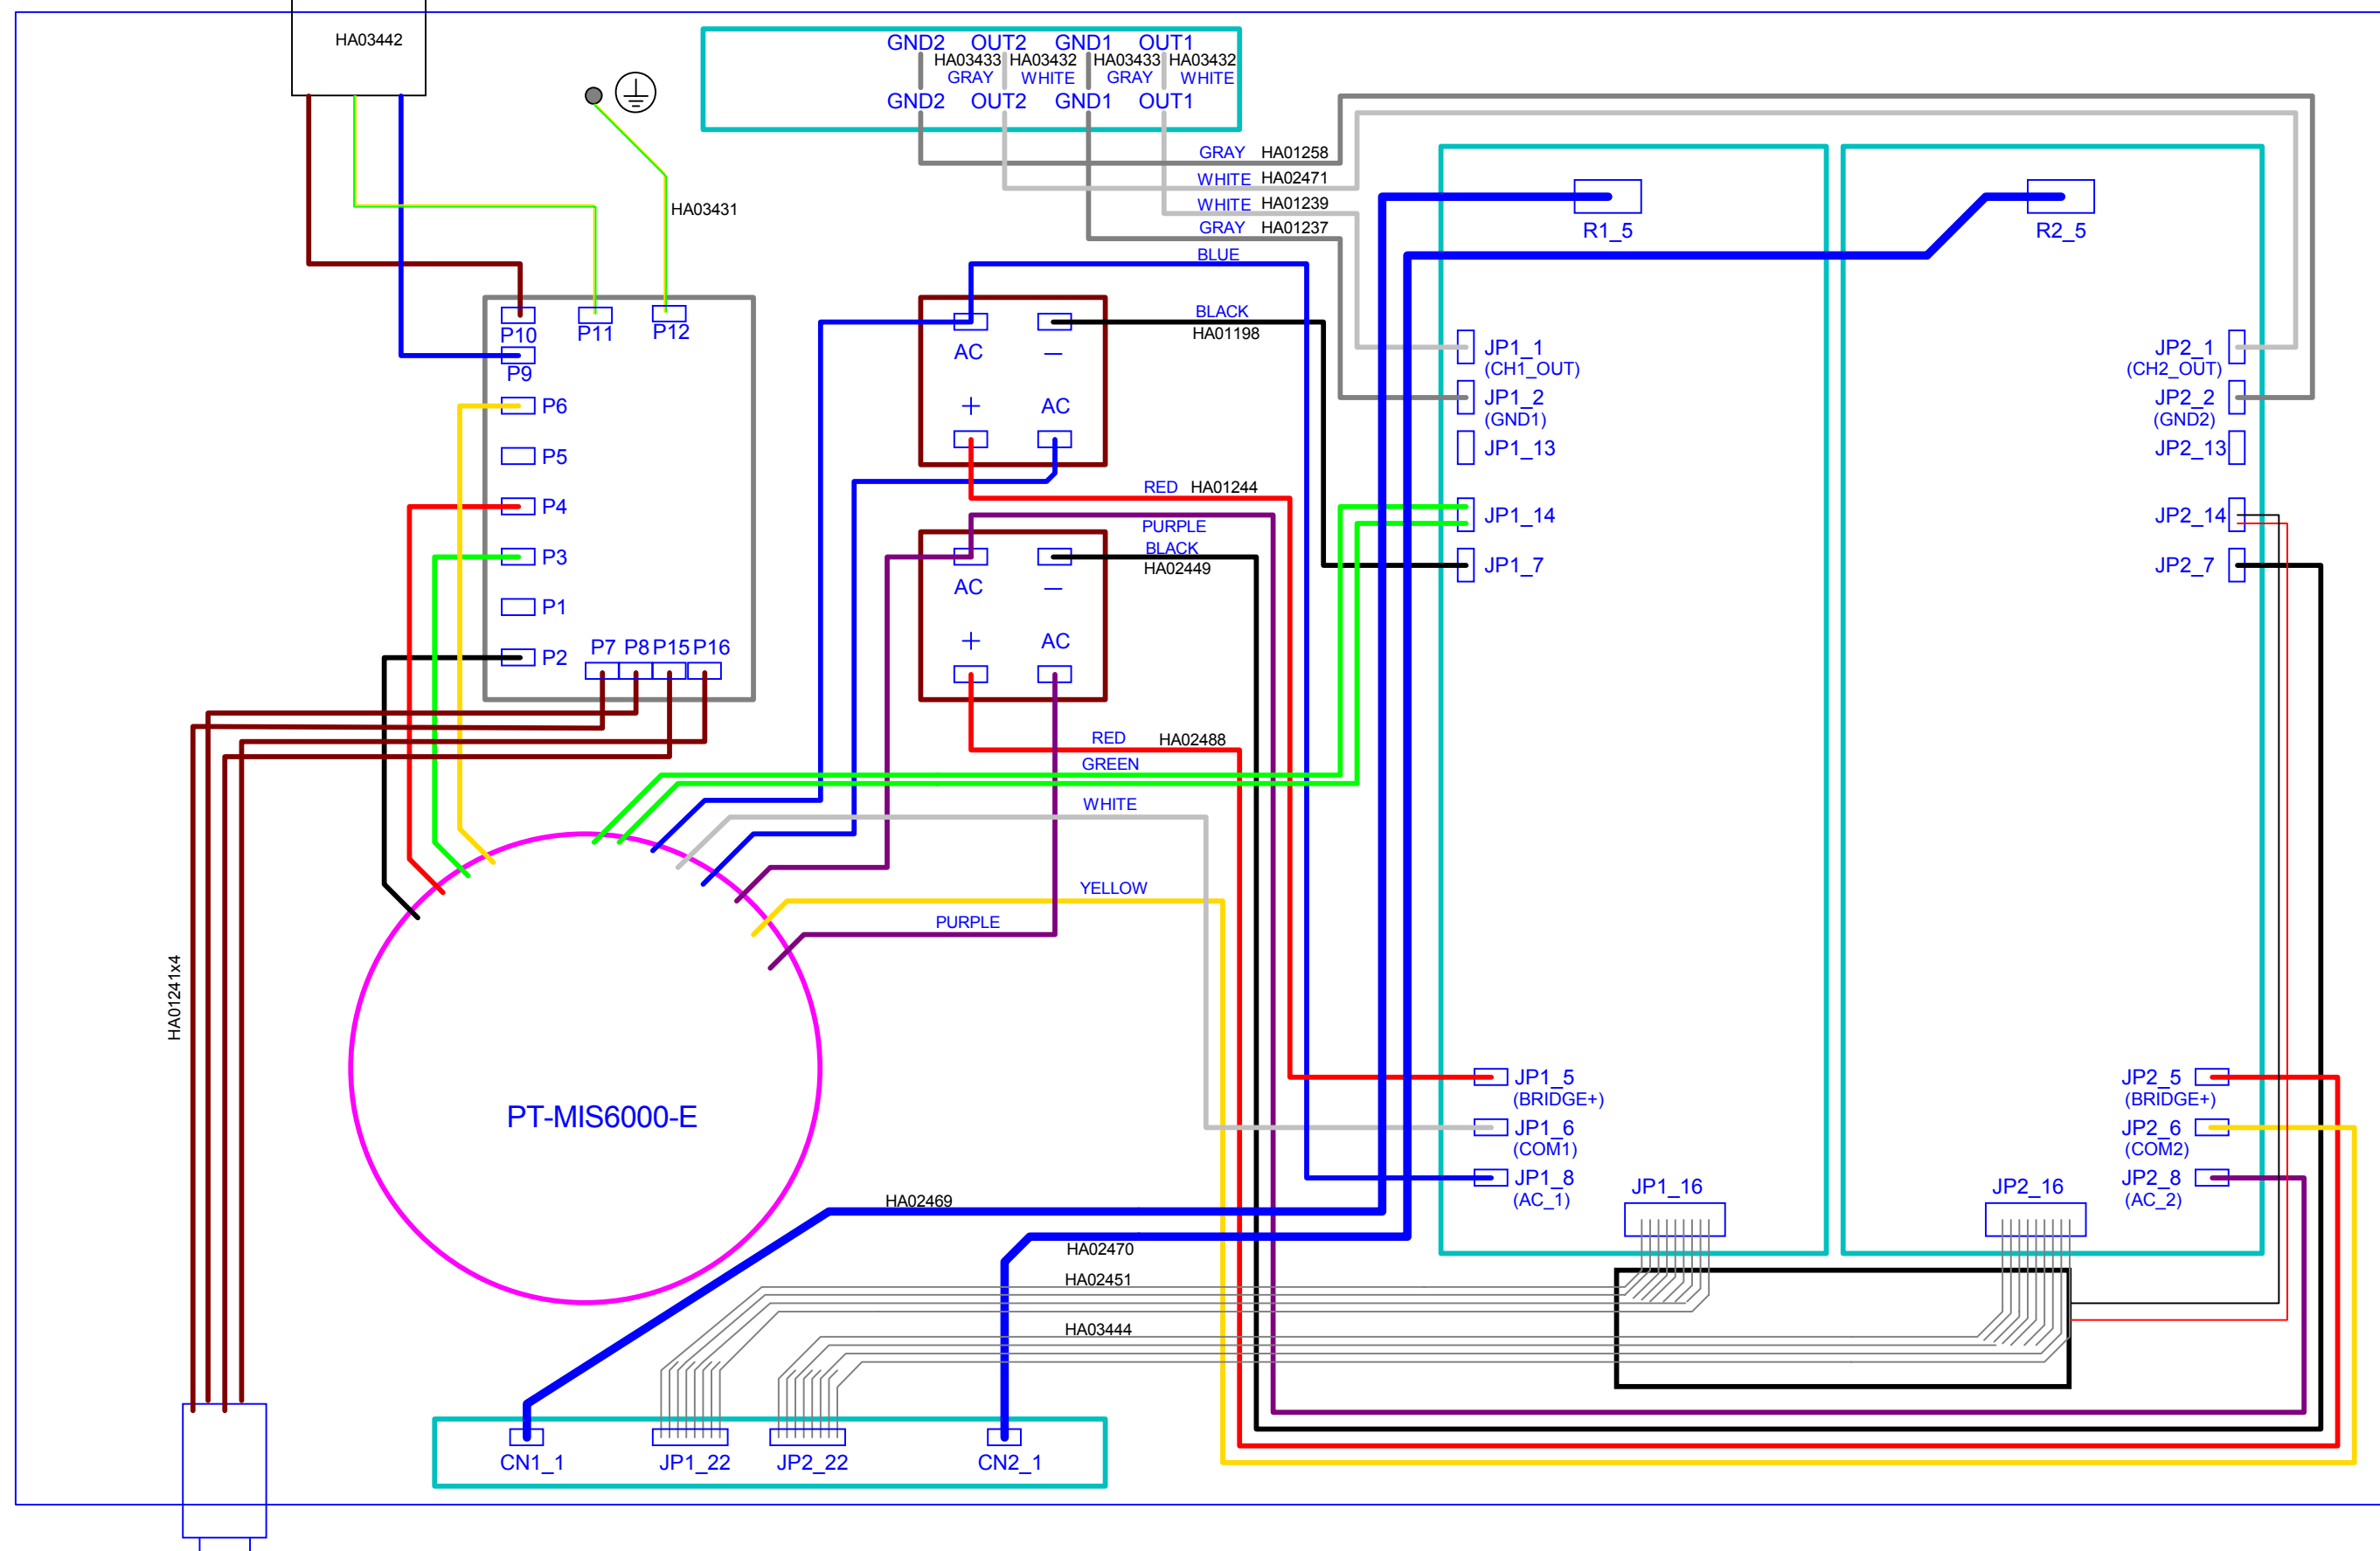 HA03442
GND2 OUT2 GND1 OUT1
HA03433 HA03432 HA03433 HA03432
GRAY WHITE GRAY WHITE
GND2 OUT2 GND1 OUT1
GRAY HA01258
WHITE HA02471
WHITE HA01239
GRAY HA01237
BLUE
HA03431
R1_5
R2_5
P10
P11
P12
P9
P6
P5
P4
P3
P1
P2
P7 P8 P15 P16
BLACK
HA01198
AC −
+ AC
RED HA01244
PURPLE
BLACK
HA02449
AC −
+ AC
RED HA02488
GREEN
WHITE
YELLOW
PURPLE
JP1_1
(CH1_OUT)
JP1_2
(GND1)
JP1_13
JP1_14
JP1_7
JP2_1
(CH2_OUT)
JP2_2
(GND2)
JP2_13
JP2_14
JP2_7
HA01241x4
PT-MIS6000-E
JP1_5
(BRIDGE+)
JP1_6
(COM1)
JP1_8
(AC_1)
JP1_16
JP2_16
JP2_5
(BRIDGE+)
JP2_6
(COM2)
JP2_8
(AC_2)
HA02469
HA02470
HA02451
HA03444
CN1_1
JP1_22
JP2_22
CN2_1